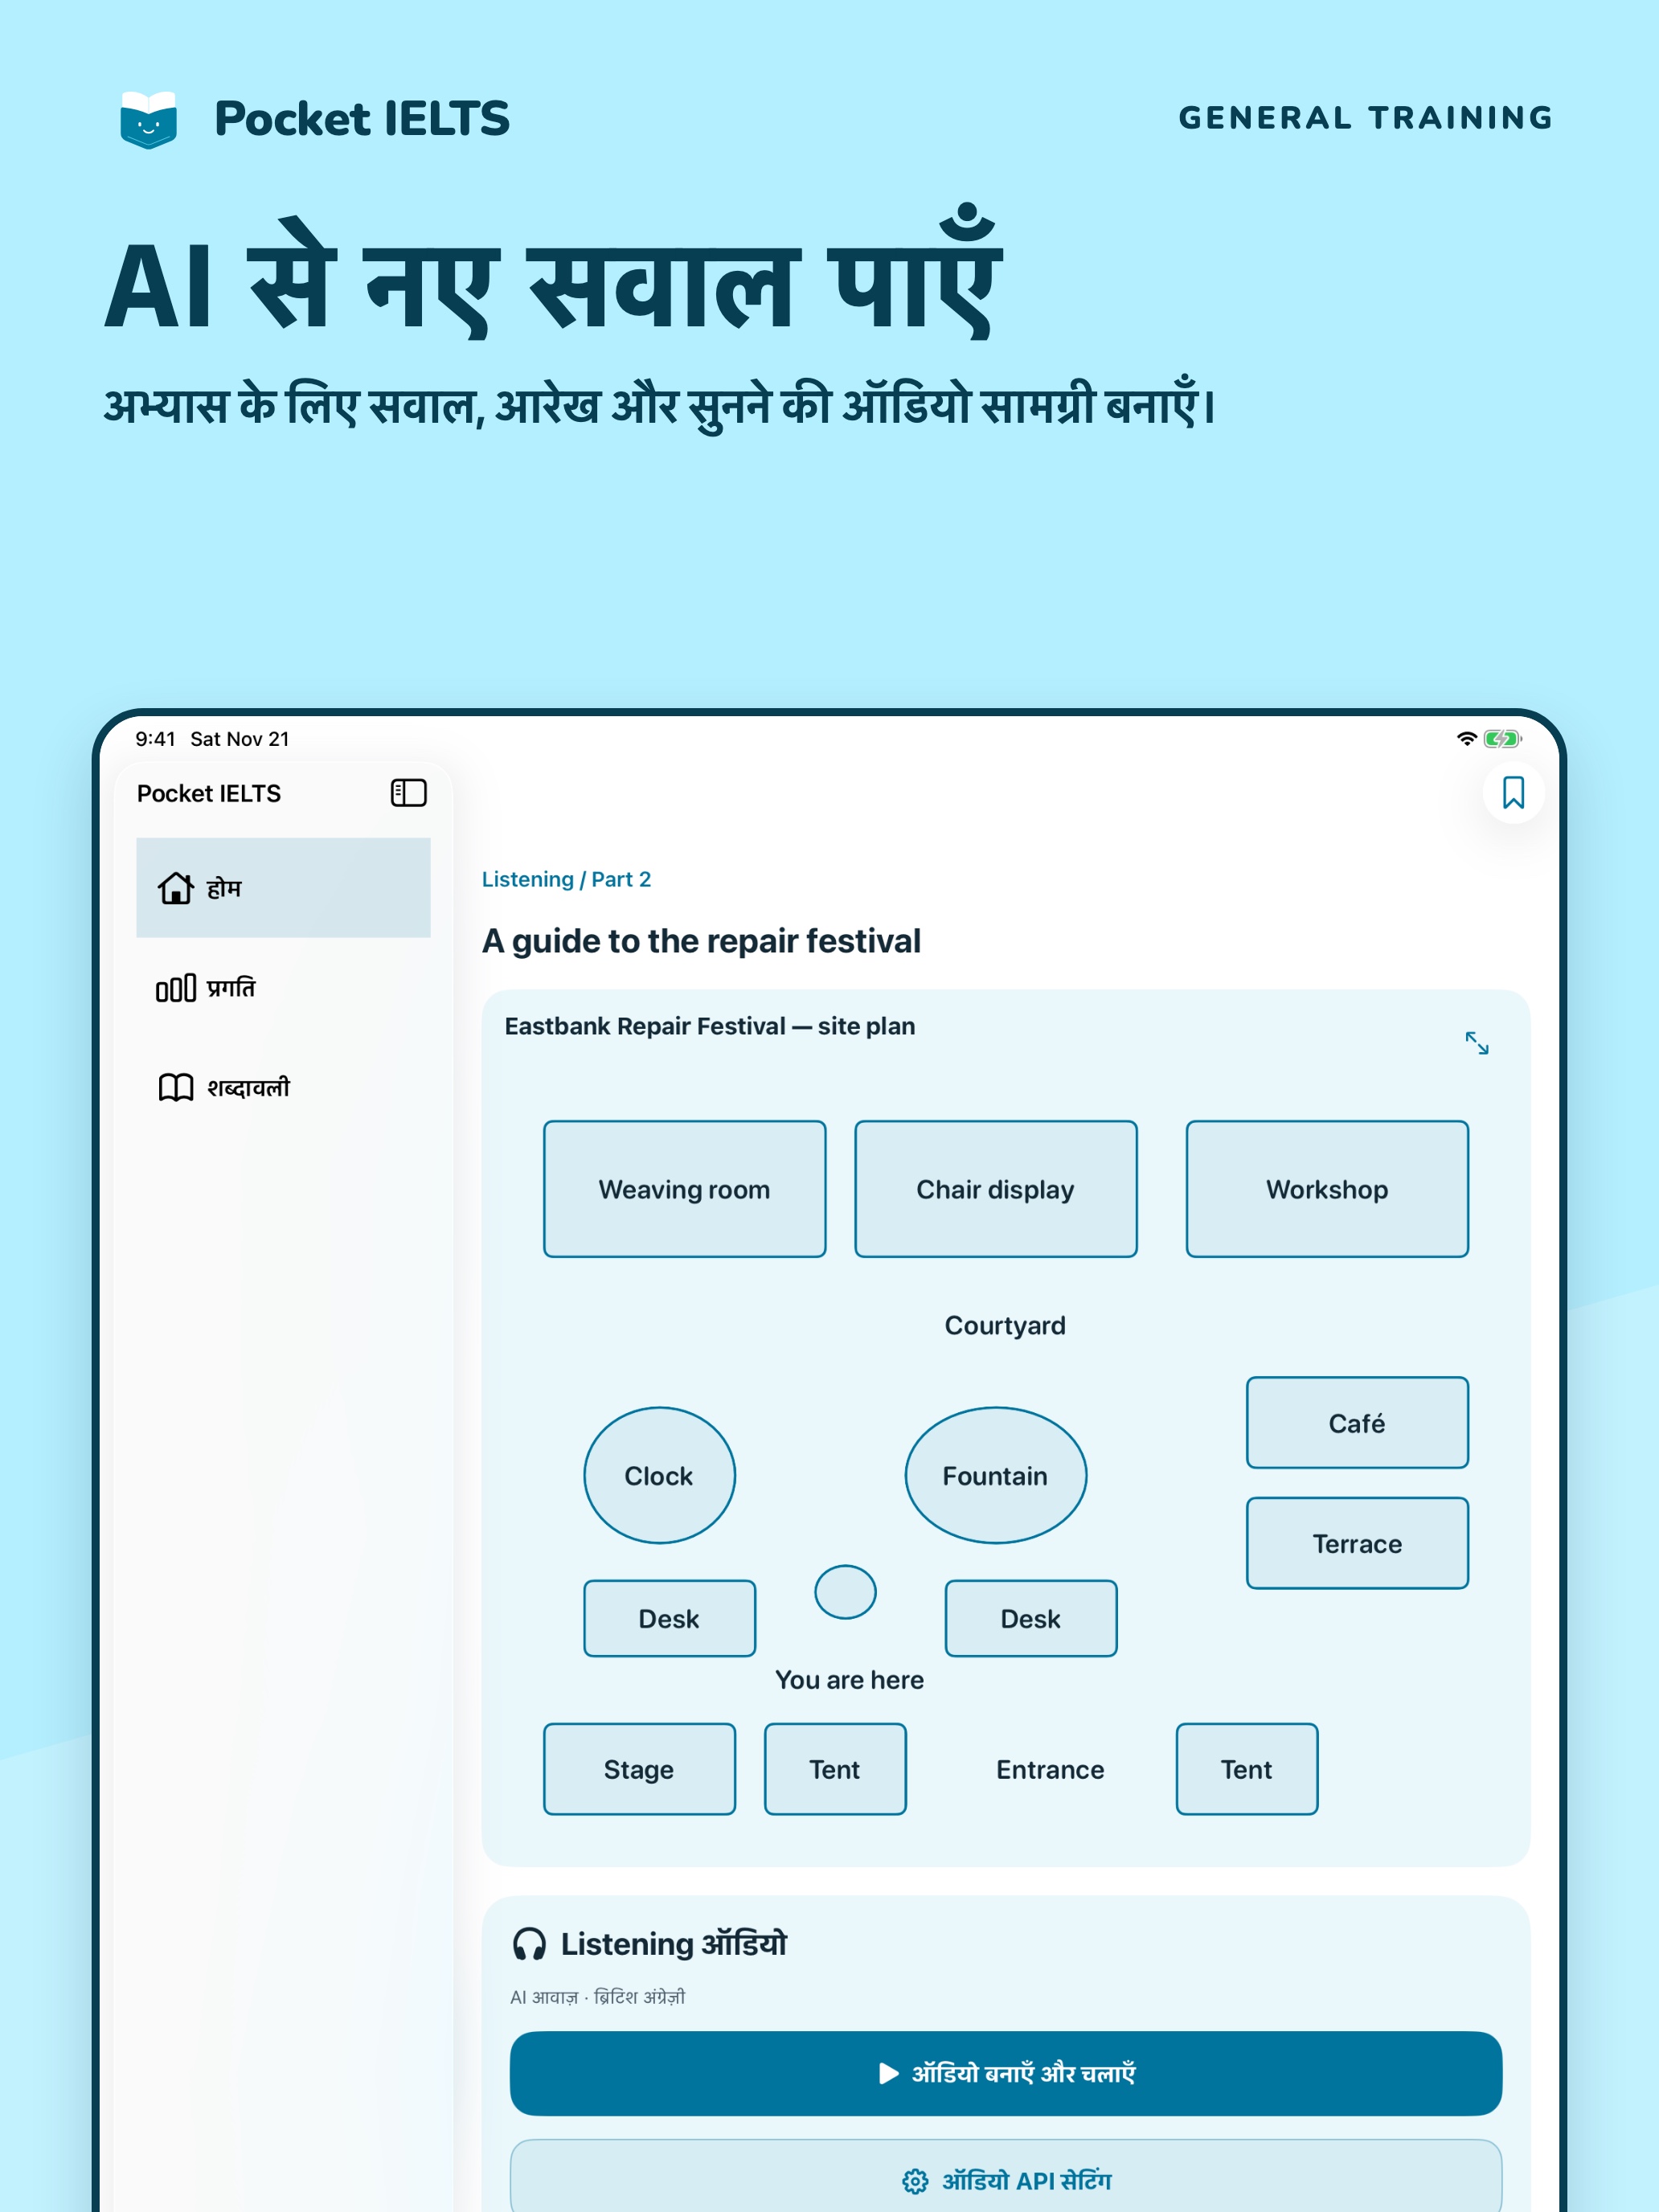 Pocket IELTS
GENERAL TRAINING
AI से नए सवाल पाएँ
अभ्यास के लिए सवाल, आरेख और सुनने की ऑडियो सामग्री बनाएँ।
9:41 Sat Nov 21
Pocket IELTS
होम
प्रगति
शब्दावली
Listening / Part 2
A guide to the repair festival
Eastbank Repair Festival — site plan
Weaving room
Chair display
Workshop
Courtyard
Café
Clock
Fountain
Terrace
Desk
Desk
You are here
Stage
Tent
Entrance
Tent
Listening ऑडियो
AI आवाज़ · ब्रिटिश अंग्रेज़ी
ऑडियो बनाएँ और चलाएँ
ऑडियो API सेटिंग